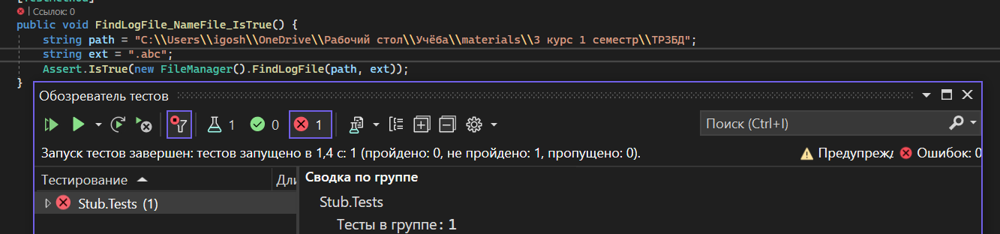 [TestMethod]
| Ссылок: 0
public void FindLogFile_NameFile_IsTrue() {
string path = "C:\\Users\\igosh\\OneDrive\\Рабочий стол\\Учёба\\materials\\3 курс 1 семестр\\ТРЗБД";
string ext = ".abc";
Assert.IsTrue(new FileManager().FindLogFile(path, ext));
}
Обозреватель тестов
1 0 1
Поиск (Ctrl+I)
Запуск тестов завершен: тестов запущено в 1,4 с: 1 (пройдено: 0, не пройдено: 1, пропущено: 0).
Предупрежд Ошибок: 0
Тестирование Дли Сводка по группе
Stub.Tests (1) Stub.Tests
Тесты в группе: 1